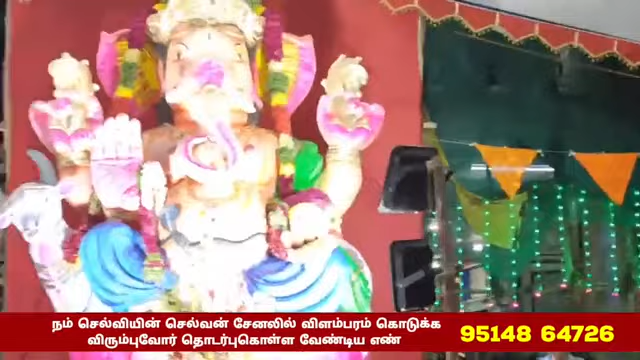 நம் செல்வியின் செல்வன் சேனலில் விளம்பரம் கொடுக்க
விரும்புவோர் தொடர்புகொள்ள வேண்டிய எண்
95148 64726